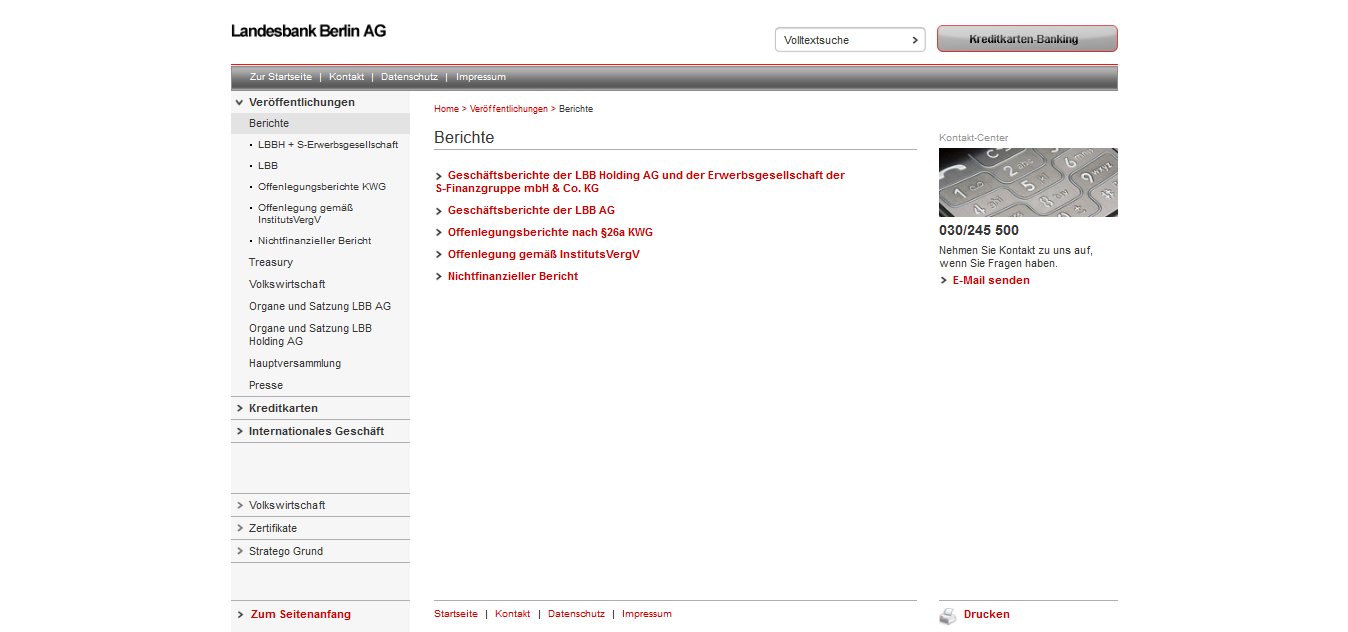 Landesbank Berlin AG
Volltextsuche
Kreditkarten-Banking
Zur Startseite | Kontakt | Datenschutz | Impressum
Veröffentlichungen
Berichte
LBBH + S-Erwerbsgesellschaft
LBB
Offenlegungsberichte KWG
Offenlegung gemäß
InstitutsVergV
Nichtfinanzieller Bericht
Treasury
Volkswirtschaft
Organe und Satzung LBB AG
Organe und Satzung LBB
Holding AG
Hauptversammlung
Presse
Kreditkarten
Internationales Geschäft
Volkswirtschaft
Zertifikate
Stratego Grund
Zum Seitenanfang
Home > Veröffentlichungen > Berichte
Berichte
Geschäftsberichte der LBB Holding AG und der Erwerbsgesellschaft der
S-Finanzgruppe mbH & Co. KG
Geschäftsberichte der LBB AG
Offenlegungsberichte nach §26a KWG
Offenlegung gemäß InstitutsVergV
Nichtfinanzieller Bericht
Startseite | Kontakt | Datenschutz | Impressum
Kontakt-Center
030/245 500
Nehmen Sie Kontakt zu uns auf,
wenn Sie Fragen haben.
E-Mail senden
Drucken